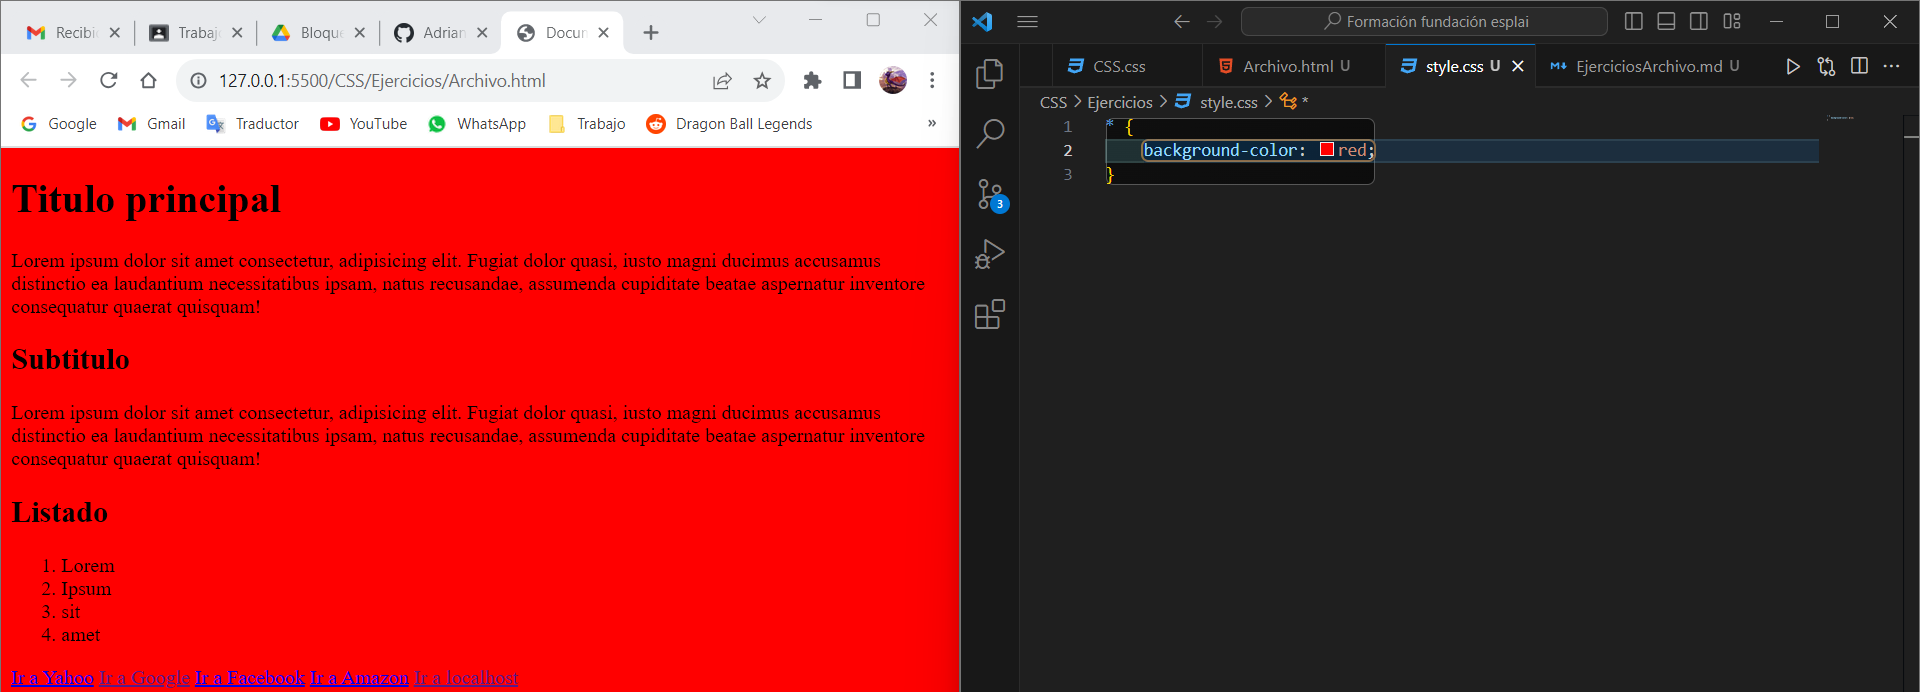 Recibi
Trabaj
Bloque
Adrian
Docun
127.0.0.1:5500/CSS/Ejercicios/Archivo.html
Google
Gmail
Traductor
YouTube
WhatsApp
Trabajo
Dragon Ball Legends
»
Titulo principal
Lorem ipsum dolor sit amet consectetur, adipisicing elit. Fugiat dolor quasi, iusto magni ducimus accusamus
distinctio ea laudantium necessitatibus ipsam, natus recusandae, assumenda cupiditate beatae aspernatur inventore
consequatur quaerat quisquam!
Subtitulo
Lorem ipsum dolor sit amet consectetur, adipisicing elit. Fugiat dolor quasi, iusto magni ducimus accusamus
distinctio ea laudantium necessitatibus ipsam, natus recusandae, assumenda cupiditate beatae aspernatur inventore
consequatur quaerat quisquam!
Listado
1. Lorem
2. Ipsum
3. sit
4. amet
Ir a Yahoo Ir a Google Ir a Facebook Ir a Amazon Ir a localhost
Formación fundación esplai
CSS.css
Archivo.html U
style.css U
EjerciciosArchivo.md U
CSS > Ejercicios > style.css > *
3
1 * {
2 background-color: red;
3 }